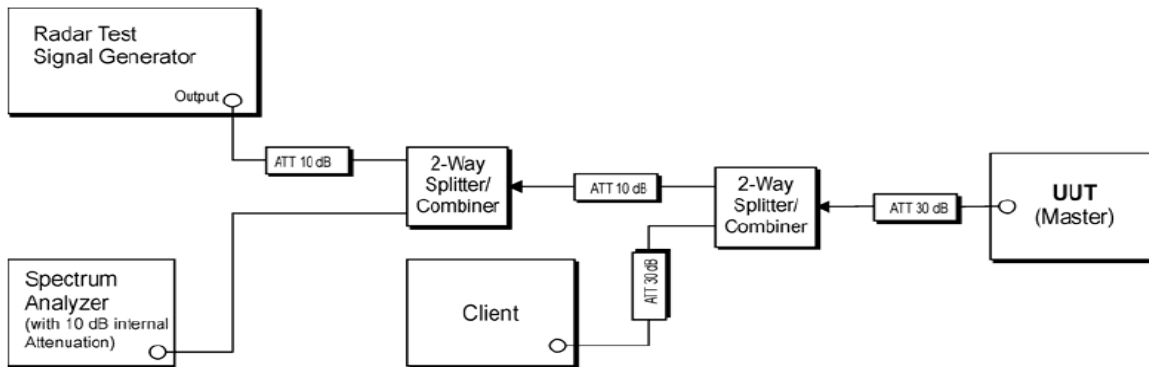 Radar Test
Signal Generator
Output
ATT 10 dB
2-Way
Splitter/
Combiner
ATT 10 dB
2-Way
Splitter/
Combiner
ATT 30 dB
UUT
(Master)
Spectrum
Analyzer
(with 10 dB internal
Attenuation)
Client
ATT 30 dB